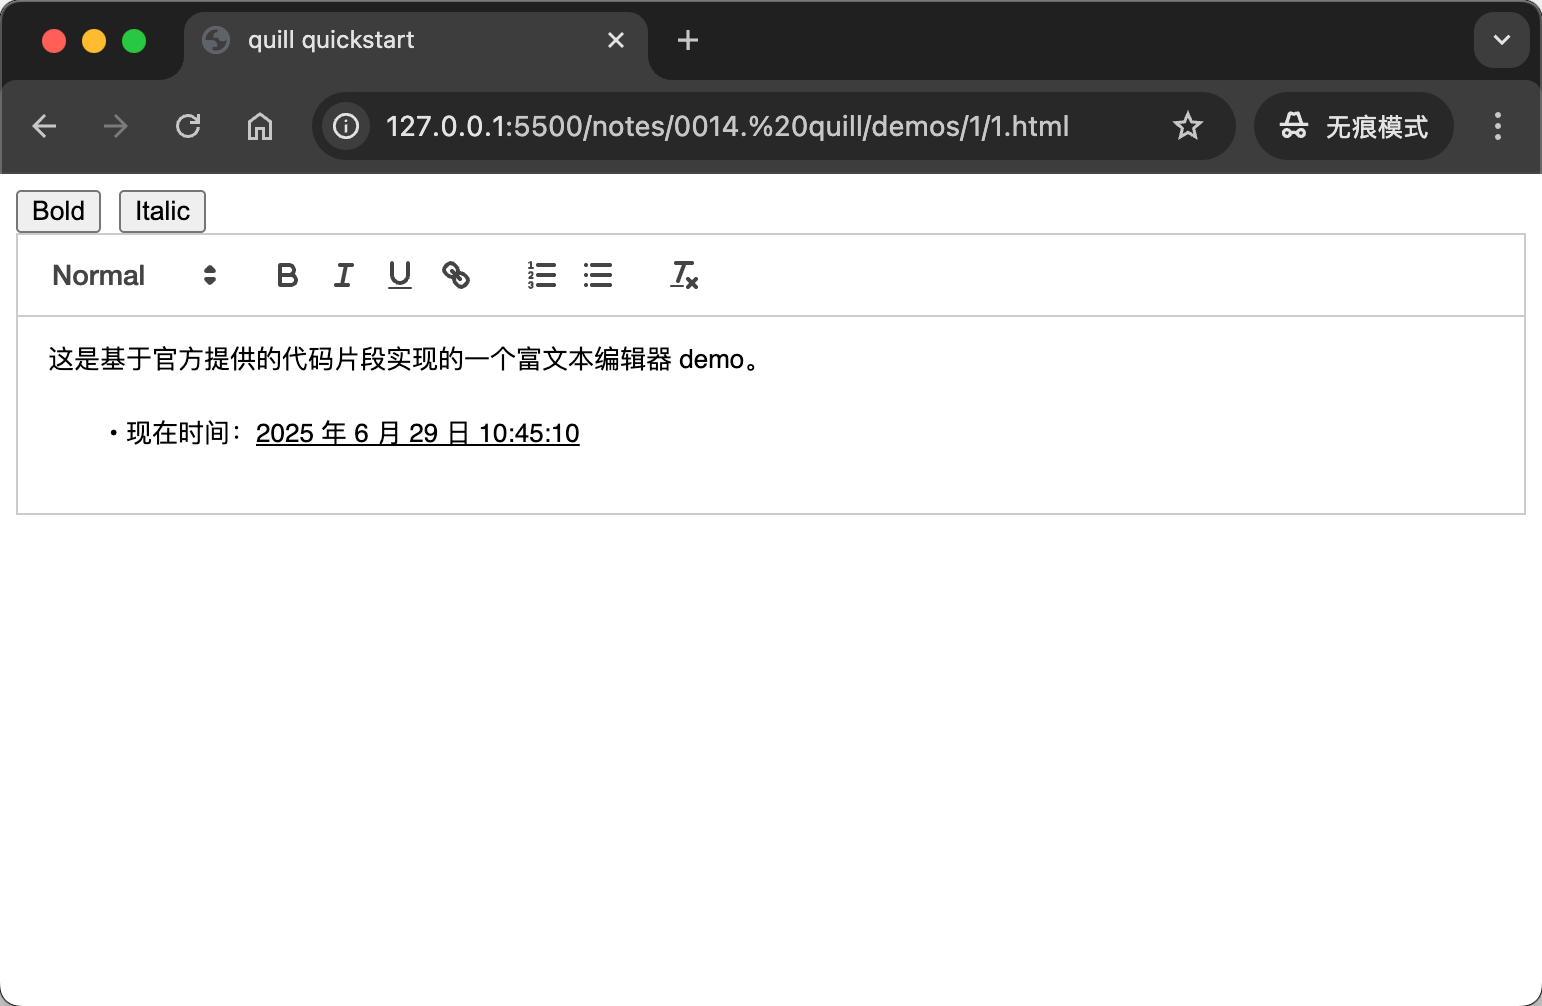 quill quickstart
127.0.0.1:5500/notes/0014.%20quill/demos/1/1.html
无痕模式
Bold Italic
Normal
这是基于官方提供的代码片段实现的一个富文本编辑器 demo。
• 现在时间：2025 年 6 月 29 日 10:45:10